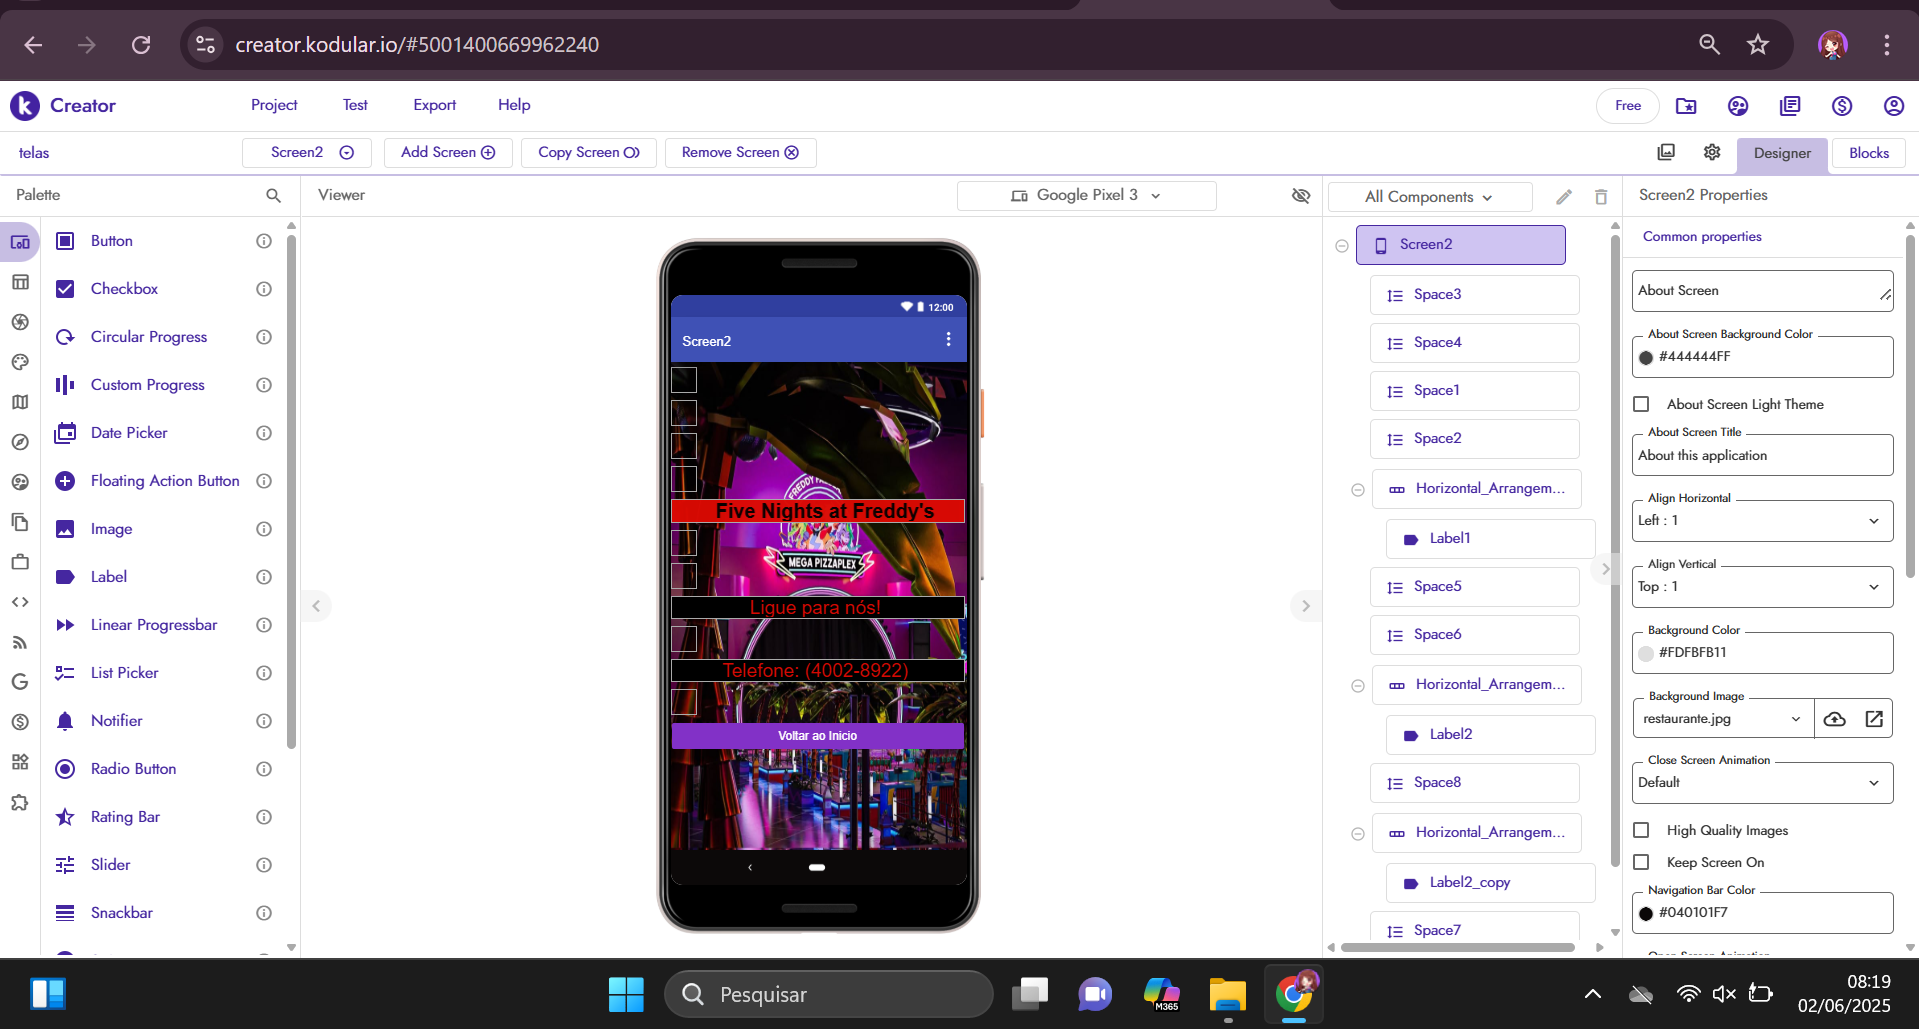 creator.kodular.io/#5001400669962240
Creator
Project
Test
Export
Help
Free
telas
Screen2
Add Screen
Copy Screen
Remove Screen
Designer
Blocks
Palette
Viewer
Google Pixel 3
All Components
Screen2 Properties
Button
Checkbox
Circular Progress
Custom Progress
Date Picker
Floating Action Button
Image
Label
Linear Progressbar
List Picker
Notifier
Radio Button
Rating Bar
Slider
Snackbar
12:00
Screen2
FREDDY FA
Five Nights at Freddy's
MEGA PIZZAPLEX
Ligue para nós!
Telefone: (4002-8922)
Voltar ao Inicio
Screen2
Space3
Space4
Space1
Space2
Horizontal_Arrangem...
Label1
Space5
Space6
Horizontal_Arrangem...
Label2
Space8
Horizontal_Arrangem...
Label2_copy
Space7
Common properties
About Screen
About Screen Background Color
#444444FF
About Screen Light Theme
About Screen Title
About this application
Align Horizontal
Left : 1
Align Vertical
Top : 1
Background Color
#FDFBFB11
Background Image
restaurante.jpg
Close Screen Animation
Default
High Quality Images
Keep Screen On
Navigation Bar Color
#040101F7
Open Screen Animation
Pesquisar
M365
08:19
02/06/2025